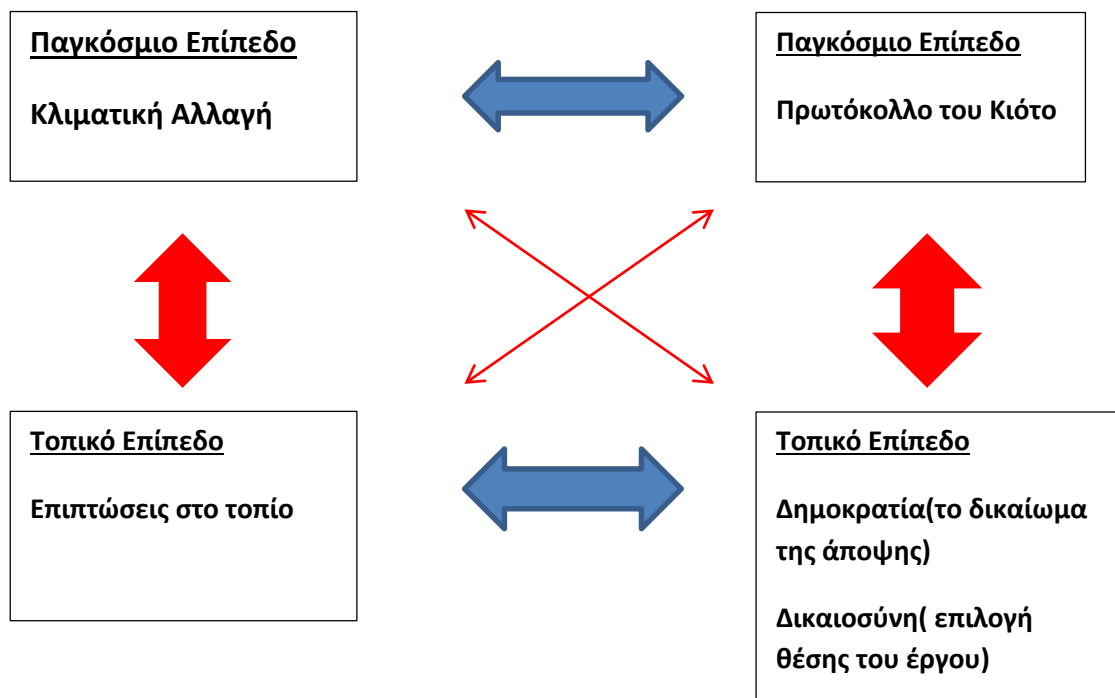 Παγκόσμιο Επίπεδο
Κλιματική Αλλαγή
Παγκόσμιο Επίπεδο
Πρωτόκολλο του Κιότο
Τοπικό Επίπεδο
Επιπτώσεις στο τοπίο
Τοπικό Επίπεδο
Δημοκρατία(το δικαίωμα
της άποψης)
Δικαιοσύνη( επιλογή
θέσης του έργου)